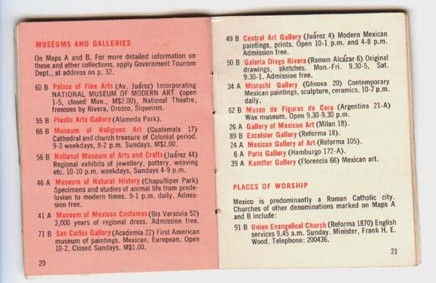 MUSEUMS AND GALLERIES
On Maps A and B. For more detailed information on
these and other collections, apply Government Tourism
Dept., at address on p. 32.
60 B Palace of Fine Arts (Av. Juárez) Incorporating
NATIONAL MUSEUM OF MODERN ART (open
1-5, closed Mon., M$2.00), National Theatre,
frescoes by Rivera, Orozco, Siqueiros.
55 B Plastic Arts Gallery (Alameda Park).
66 B Museum of Religious Art (Guatemala 17)
Cathedral and church treasure of Colonial period.
9-3 weekdays, 8-2 p.m. Sundays. M$2.00.
56 B National Museum of Arts and Crafts (Juárez 44)
Regional exhibits of jewellery, pottery, weaving
etc. 10-10 p.m. weekdays, Sundays 4-9 p.m.
46 A Museum of Natural History (Chapultepec Park)
Specimens and studies of animal life from prede-
luvian to modern times. 9-1 p.m. daily. Admis-
sion free.
41 A Museum of Mexican Costumes (Bis Varsovia 52)
3,000 years of regional dress. Admission free.
71 B San Carlos Gallery (Academia 22) First American
museum of paintings. Mexican, European. Open
10-2. Closed Sundays. M$1.00.
20
49 B Central Art Gallery (Juárez 4) Modern Mexican
paintings, prints. Open 10-1 p.m. and 4-8 p.m.
Admission free.
50 B Galería Diego Rivera (Ramon Alcázar 6) Original
drawings, sketches. Mon.-Fri. 9.30-5, Sat.
9.30-1. Admission free.
34 A Misrachi Gallery (Génova 20) Contemporary
Mexican paintings, sculpture, ceramics. 10-7 p.m.
daily.
62 B Museo de Figuras de Cera (Argentina 21-A)
Wax museum. Open 9.30-9.30 p.m.
26 A Gallery of Mexican Art (Milan 18).
89 B Excelsior Gallery (Reforma 18).
24 A Mexican Gallery of Art (Reforma 105).
6 A Paris Gallery (Hamburgo 172-A).
39 A Kamffer Gallery (Florencia 66) Mexican art.
PLACES OF WORSHIP
Mexico is predominantly a Roman Catholic city.
Churches of other denominations marked on Maps A
and B include:
91 B Union Evangelical Church (Reforma 1870) English
services 9.45 a.m. Sunday. Minister, Frank H. E.
Wood. Telephone: 200436.
21